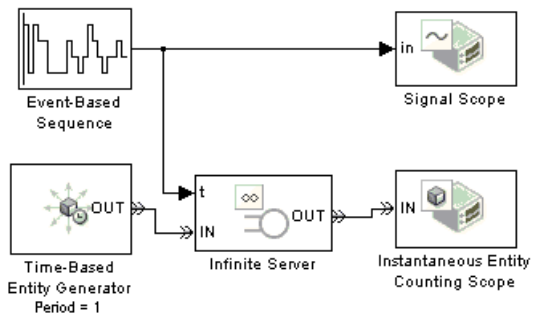 in
Event-Based
Sequence
Signal Scope
OUT
t
IN
∞
OUT
IN
Time-Based
Entity Generator
Period = 1
Infinite Server
Instantaneous Entity
Counting Scope